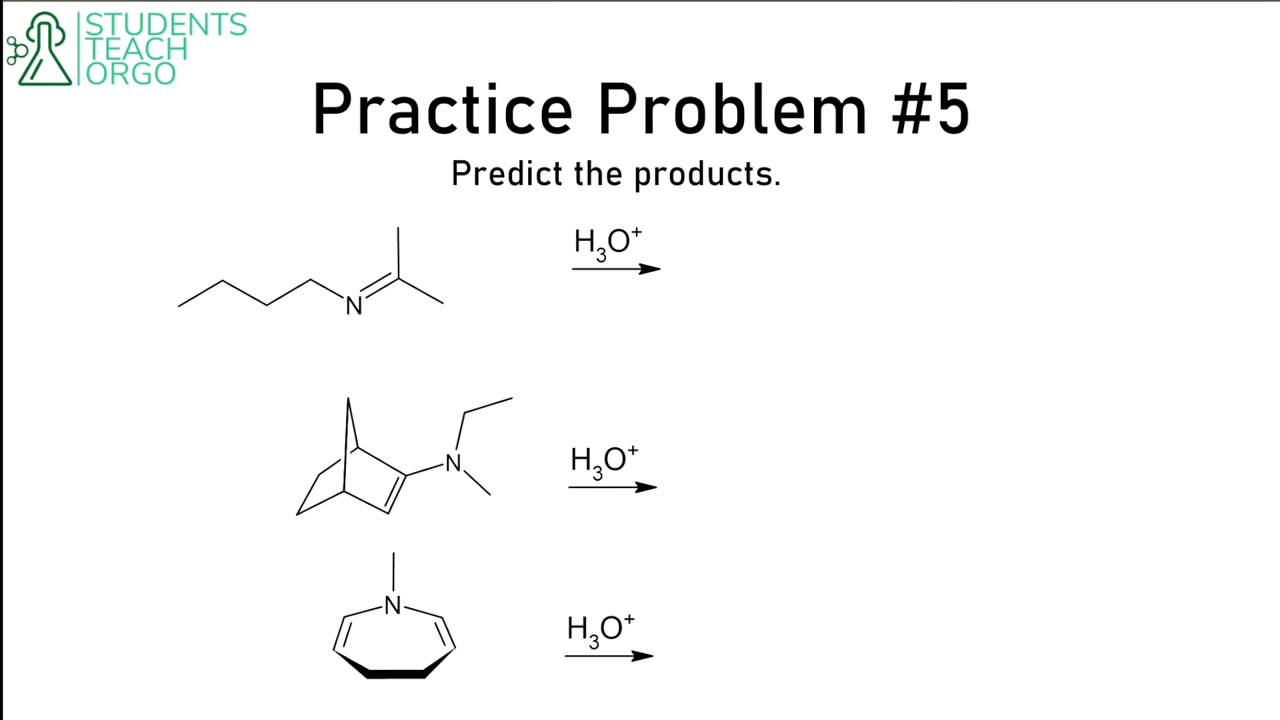 STUDENTS
TEACH
ORGO
Practice Problem #5
Predict the products.
H₃O⁺
N
H₃O⁺
N
N
H₃O⁺